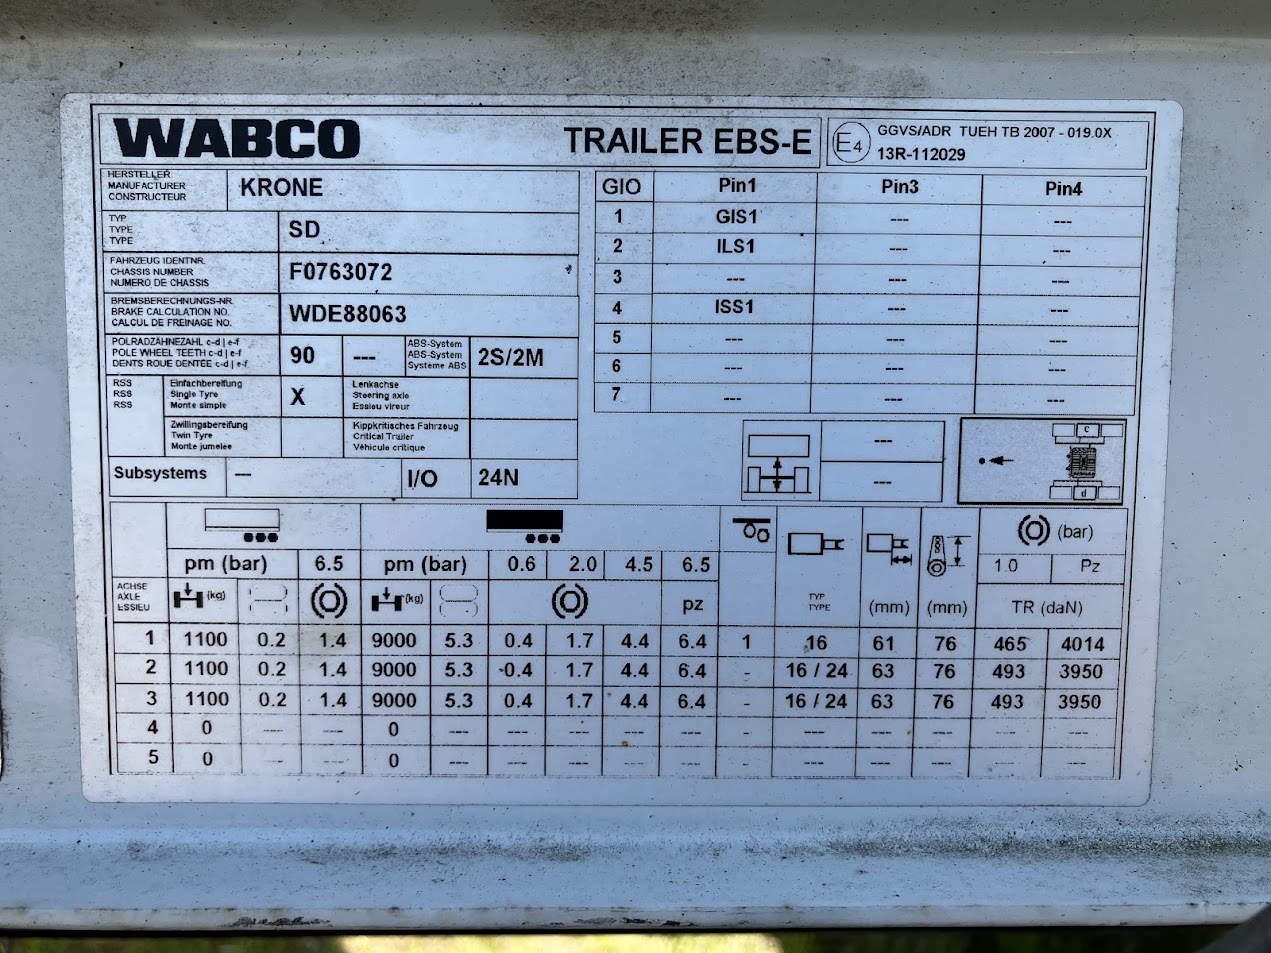 WABCO TRAILER EBS-E
E4 GGVS/ADR TUEH TB 2007 - 019.0X
13R-112029
HERSTELLER
MANUFACTURER
CONSTRUCTEUR
KRONE
TYP
TYPE
TYPE
SD
FAHRZEUG IDENTNR.
CHASSIS NUMBER
NUMERO DE CHASSIS
F0763072
BREMSBERECHNUNGS-NR.
BRAKE CALCULATION NO.
CALCUL DE FREINAGE NO.
WDE88063
POLRADZÄHNEZAHL c-d | e-f
POLE WHEEL TEETH c-d | e-f
DENTS ROUE DENTÉE c-d | e-f
90 ---
ABS-System
ABS-System
Systeme ABS
2S/2M
RSS
RSS
RSS
Einfachbereifung
Single Tyre
Monte simple
X
Lenkachse
Steering axle
Essieu vireur
Zwillingsbereifung
Twin Tyre
Monte jumelée
Kippkritisches Fahrzeug
Critical Trailer
Véhicule critique
Subsystems --- I/O 24N
GIO Pin1 Pin3 Pin4
1 GIS1 --- ---
2 ILS1 --- ---
3 --- --- ---
4 ISS1 --- ---
5 --- --- ---
6 --- --- ---
7 --- --- ---
---
---
c
d
pm (bar) 6.5 pm (bar) 0.6 2.0 4.5 6.5 (bar)
1.0 Pz
ACHSE
AXLE
ESSIEU
(kg) (kg) pz
TYP
TYPE
(mm) (mm) TR (daN)
1 1100 0.2 1.4 9000 5.3 0.4 1.7 4.4 6.4 1 16 61 76 465 4014
2 1100 0.2 1.4 9000 5.3 0.4 1.7 4.4 6.4 - 16 / 24 63 76 493 3950
3 1100 0.2 1.4 9000 5.3 0.4 1.7 4.4 6.4 - 16 / 24 63 76 493 3950
4 0 --- --- 0 --- --- --- --- --- - --- --- --- --- ---
5 0 --- --- 0 --- --- --- --- --- - --- --- --- --- ---